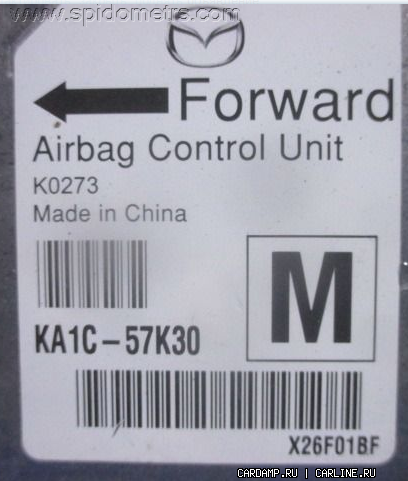 www.spidometrs.com
Forward
Airbag Control Unit
K0273
Made in China
M
KA1C-57K30
X26F01BF
CARDAMP.RU | CARLINE.RU